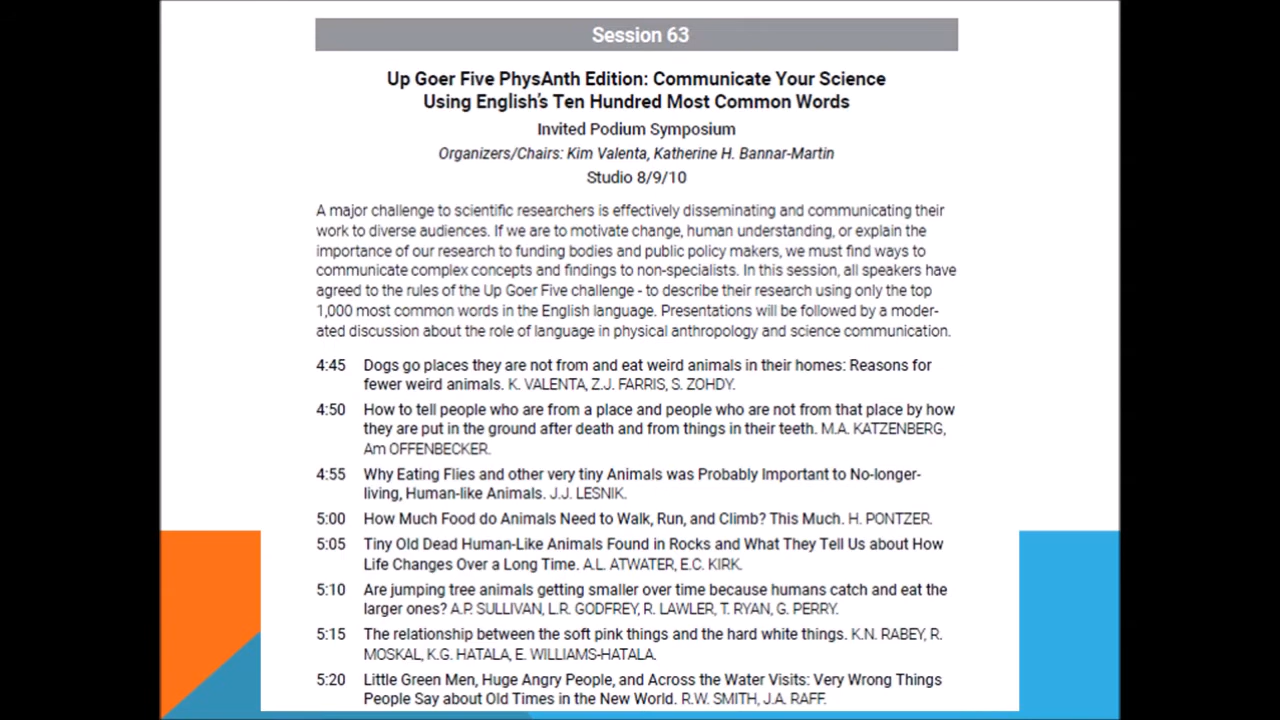 Session 63
Up Goer Five PhysAnth Edition: Communicate Your Science
Using English's Ten Hundred Most Common Words
Invited Podium Symposium
Organizers/Chairs: Kim Valenta, Katherine H. Bannar-Martin
Studio 8/9/10
A major challenge to scientific researchers is effectively disseminating and communicating their
work to diverse audiences. If we are to motivate change, human understanding, or explain the
importance of our research to funding bodies and public policy makers, we must find ways to
communicate complex concepts and findings to non-specialists. In this session, all speakers have
agreed to the rules of the Up Goer Five challenge - to describe their research using only the top
1,000 most common words in the English language. Presentations will be followed by a moder-
ated discussion about the role of language in physical anthropology and science communication.
4:45 Dogs go places they are not from and eat weird animals in their homes: Reasons for
fewer weird animals. K. VALENTA, Z.J. FARRIS, S. ZOHDY.
4:50 How to tell people who are from a place and people who are not from that place by how
they are put in the ground after death and from things in their teeth. M.A. KATZENBERG,
Am OFFENBECKER.
4:55 Why Eating Flies and other very tiny Animals was Probably Important to No-longer-
living, Human-like Animals. J.J. LESNIK.
5:00 How Much Food do Animals Need to Walk, Run, and Climb? This Much. H. PONTZER.
5:05 Tiny Old Dead Human-Like Animals Found in Rocks and What They Tell Us about How
Life Changes Over a Long Time. A.L. ATWATER, E.C. KIRK.
5:10 Are jumping tree animals getting smaller over time because humans catch and eat the
larger ones? A.P. SULLIVAN, L.R. GODFREY, R. LAWLER, T. RYAN, G. PERRY.
5:15 The relationship between the soft pink things and the hard white things. K.N. RABEY, R.
MOSKAL, K.G. HATALA, E. WILLIAMS-HATALA.
5:20 Little Green Men, Huge Angry People, and Across the Water Visits: Very Wrong Things
People Say about Old Times in the New World. R.W. SMITH, J.A. RAFF.